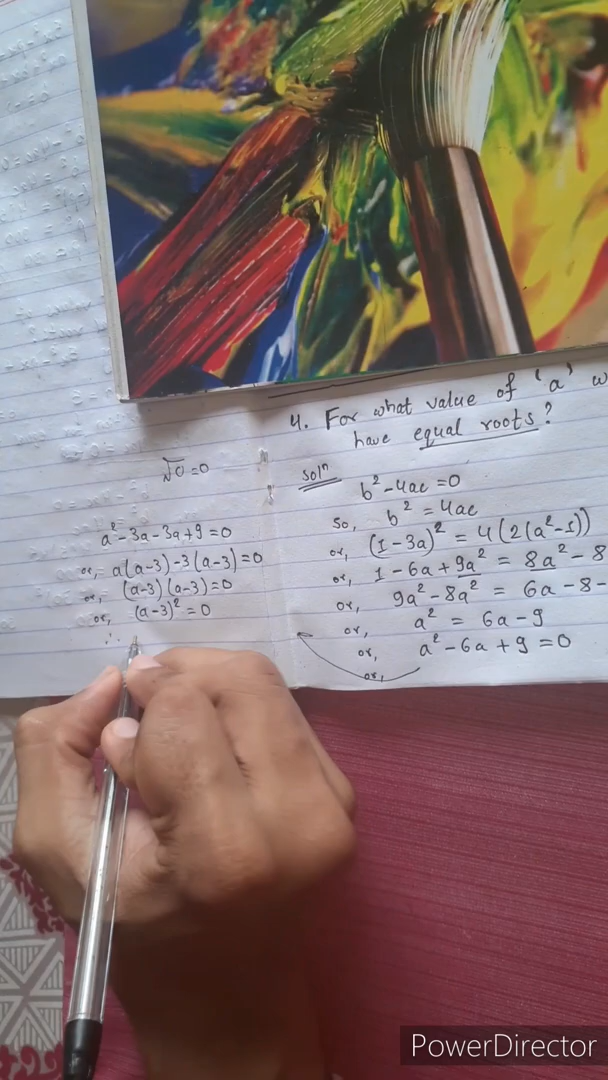 4. For what value of 'a' w
have equal roots?
Solⁿ
b² - 4ac = 0
so, b² = 4ac
or, (1-3a)² = 4(2(a²-1))
or, 1 - 6a + 9a² = 8a² - 8
or, 9a² - 8a² = 6a - 8 -
or, a² = 6a - 9
or, a² - 6a + 9 = 0
or,
√0 = 0
a² - 3a - 3a + 9 = 0
or, a(a-3) - 3(a-3) = 0
or, (a-3)(a-3) = 0
or, (a-3)² = 0
∴
PowerDirector